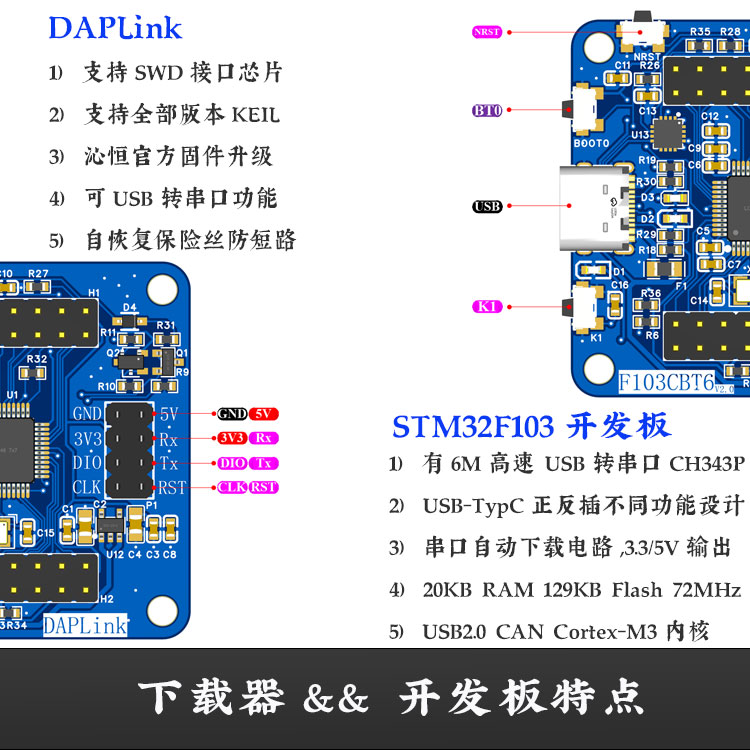 DAPLink
1) 支持 SWD 接口芯片
2) 支持全部版本 KEIL
3) 沁恒官方固件升级
4) 可 USB 转串口功能
5) 自恢复保险丝防短路
NRST
BT0
USB
K1
R35 R28
NRST
C11 R26
C13
U13
C12
C9
C6
BOOT0
R19
R30
D3
D2
R29
R18
C5
C7
D1
F1
C16
C14
R36
K1
R6
F103CBT6 V2.0
C10 R27
H1
D4
R11
R31
Q2
Q1
R9
R32
R10
U1
GND 5V
3V3 Rx
DIO Tx
CLK RST
GND 5V
3V3 Rx
DIO Tx
CLK RST
P1
C1
C2
C15
U12 C4 C3 C8
H2
R34
DAPLink
STM32F103 开发板
1) 有 6M 高速 USB 转串口 CH343P
2) USB-TypC 正反插不同功能设计
3) 串口自动下载电路 ,3.3/5V 输出
4) 20KB RAM 129KB Flash 72MHz
5) USB2.0 CAN Cortex-M3 内核
下载器 && 开发板特点